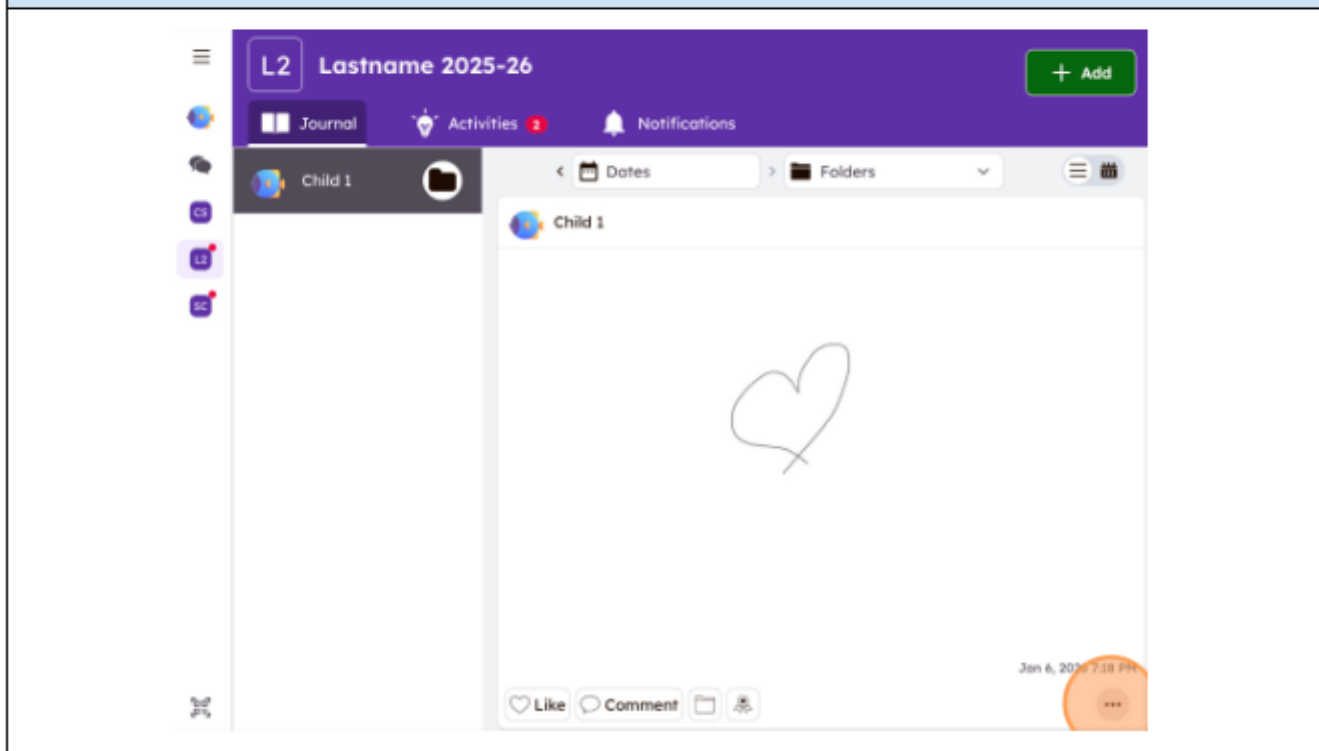 L2 Lastname 2025-26
+ Add
Journal Activities 2 Notifications
Child 1
< Dates > Folders
Child 1
CS
L2
SC
Jan 6, 7:18 PM
Like Comment
...